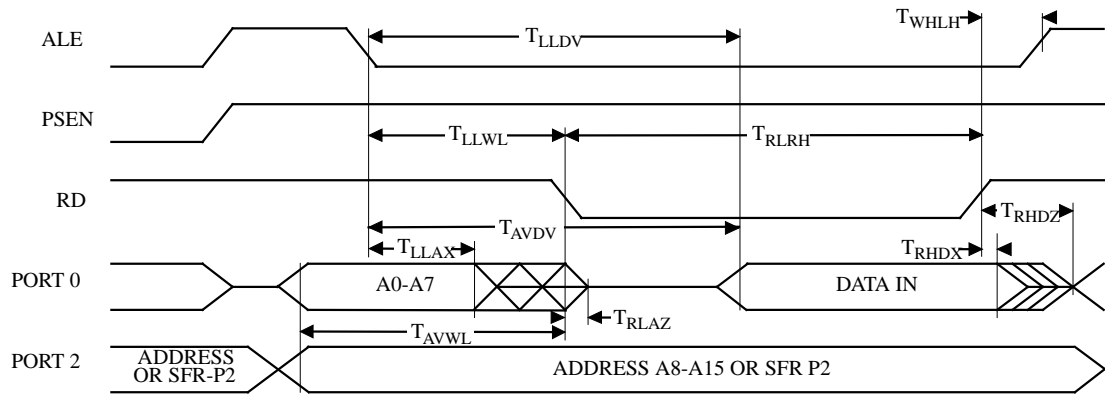 T_WHLH
ALE
T_LLDV
PSEN
T_LLWL
T_RLRH
RD
T_RHDZ
T_AVDV
T_LLAX
T_RHDX
PORT 0
A0-A7
DATA IN
T_RLAZ
T_AVWL
PORT 2
ADDRESS
OR SFR-P2
ADDRESS A8-A15 OR SFR P2